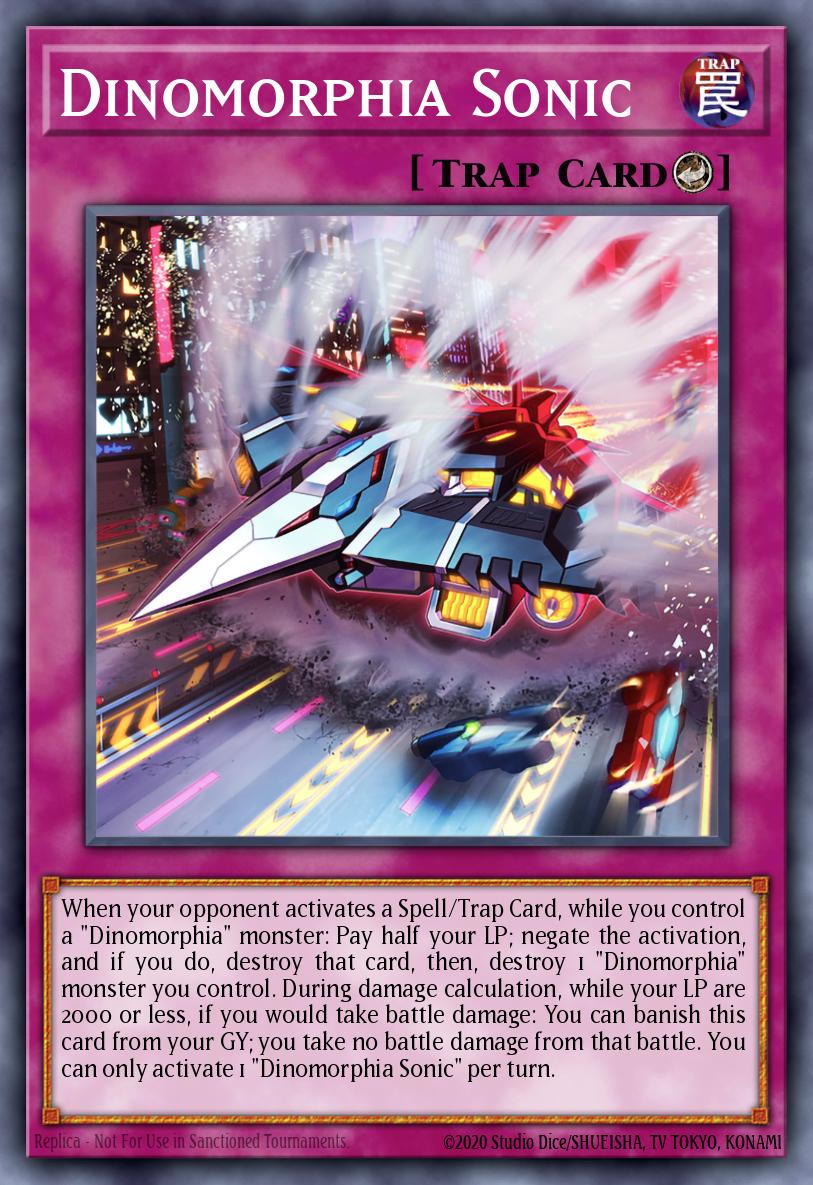 Dinomorphia Sonic
TRAP
罠
[ Trap Card ]
When your opponent activates a Spell/Trap Card, while you control
a "Dinomorphia" monster: Pay half your LP; negate the activation,
and if you do, destroy that card, then, destroy 1 "Dinomorphia"
monster you control. During damage calculation, while your LP are
2000 or less, if you would take battle damage: You can banish this
card from your GY; you take no battle damage from that battle. You
can only activate 1 "Dinomorphia Sonic" per turn.
Replica - Not For Use in Sanctioned Tournaments.
©2020 Studio Dice/SHUEISHA, TV TOKYO, KONAMI